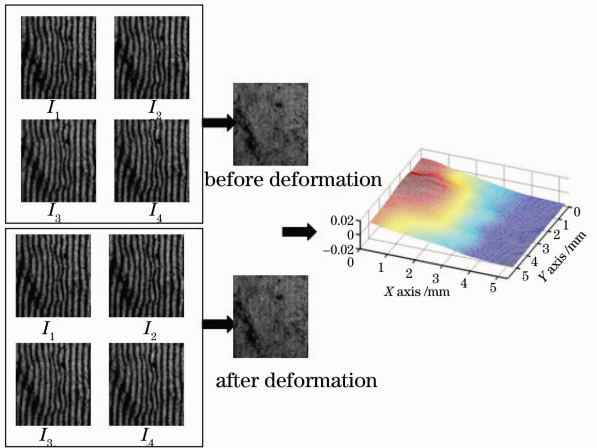 I1
I2
I3
I4
before deformation
I1
I2
I3
I4
after deformation
0.02
0
−0.02
0
1
2
3
4
5
X axis /mm
0
1
2
3
4
5
Y axis /mm